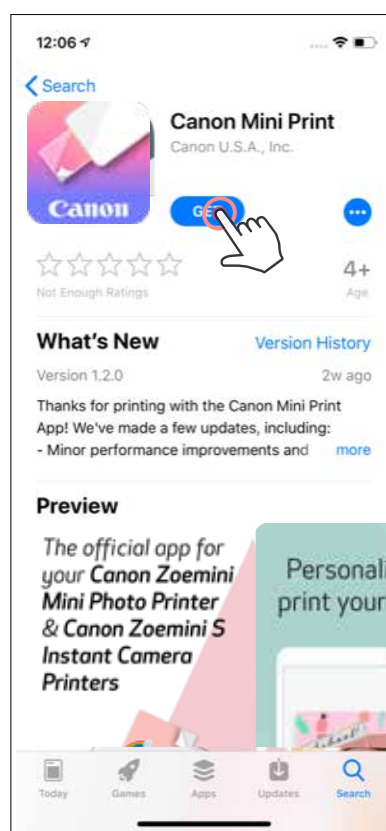 12:06
Search
Canon Mini Print
Canon U.S.A., Inc.
Canon
GET
Not Enough Ratings
4+
Age
What's New
Version History
Version 1.2.0
2w ago
Thanks for printing with the Canon Mini Print
App! We've made a few updates, including:
- Minor performance improvements and
more
Preview
The official app for
your Canon Zoemini
Mini Photo Printer
& Canon Zoemini S
Instant Camera
Printers
Personali
print your
Today
Games
Apps
Updates
Search